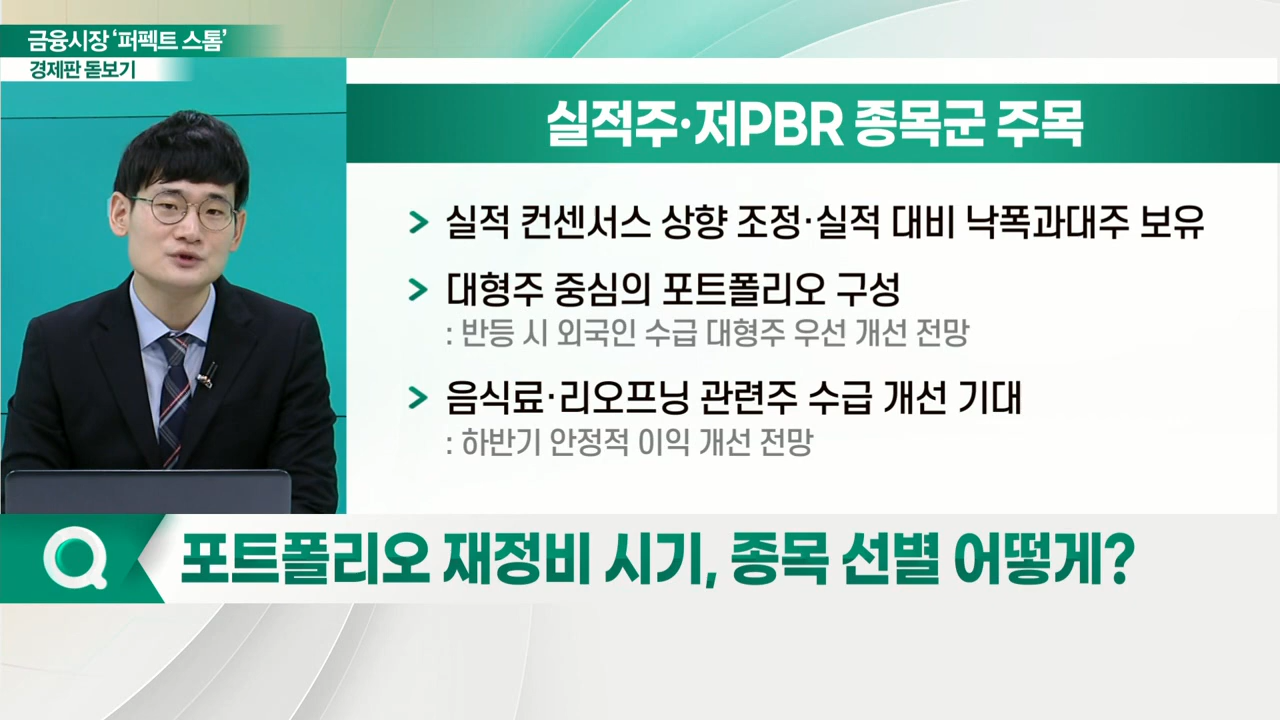 금융시장 ‘퍼펙트 스톰’
경제판 돋보기
실적주·저PBR 종목군 주목
> 실적 컨센서스 상향 조정·실적 대비 낙폭과대주 보유
> 대형주 중심의 포트폴리오 구성
: 반등 시 외국인 수급 대형주 우선 개선 전망
> 음식료·리오프닝 관련주 수급 개선 기대
: 하반기 안정적 이익 개선 전망
Q 포트폴리오 재정비 시기, 종목 선별 어떻게?